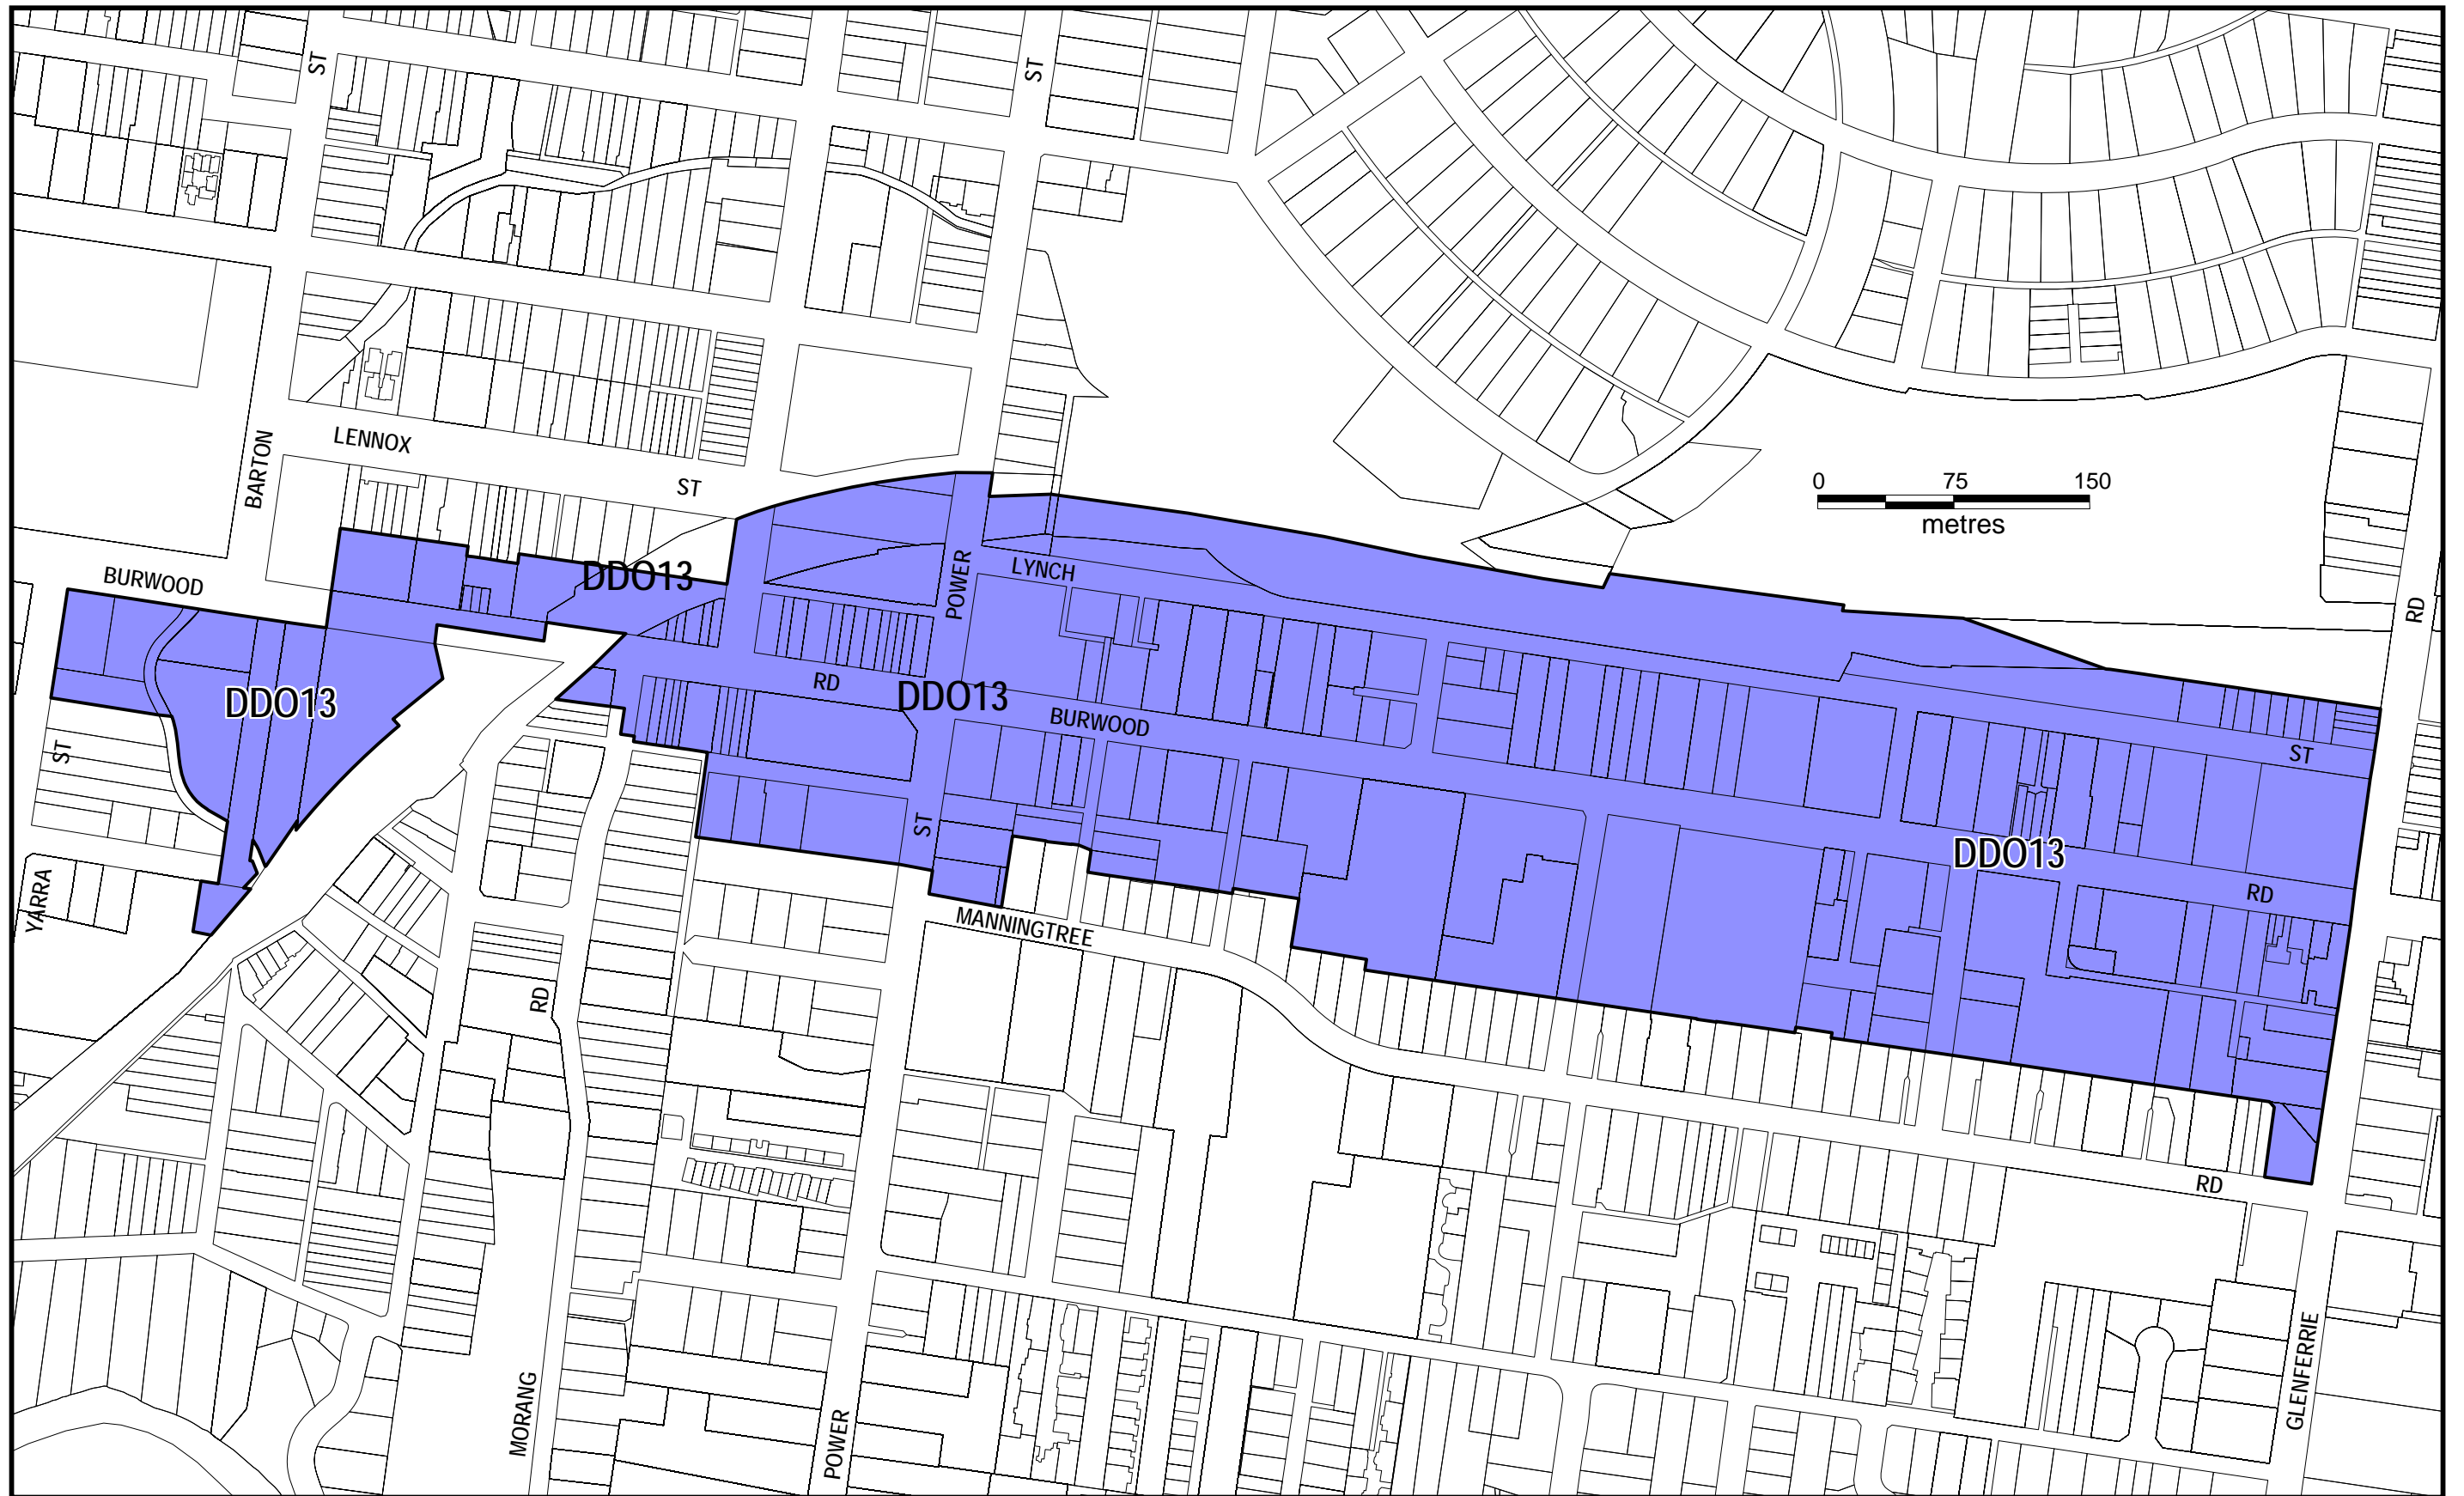 ST
ST
LENNOX
BARTON
ST
0 75 150
metres
BURWOOD
DDO13
LYNCH
POWER
RD
DDO13
RD
DDO13
BURWOOD
ST
ST
ST
DDO13
RD
YARRA
MANNINGTREE
RD
RD
GLENFERRIE
MORANG
POWER